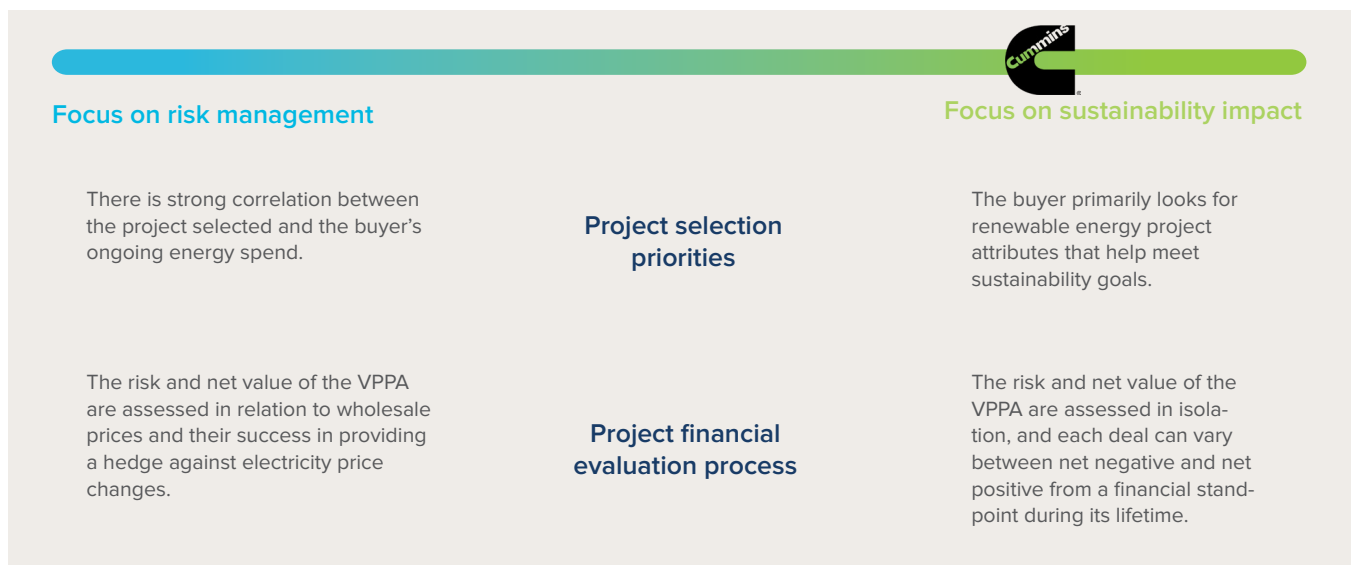 Cummins
®
Focus on risk management
Focus on sustainability impact
There is strong correlation between
the project selected and the buyer’s
ongoing energy spend.
Project selection
priorities
The buyer primarily looks for
renewable energy project
attributes that help meet
sustainability goals.
The risk and net value of the VPPA
are assessed in relation to wholesale
prices and their success in providing
a hedge against electricity price
changes.
Project financial
evaluation process
The risk and net value of the
VPPA are assessed in isola-
tion, and each deal can vary
between net negative and net
positive from a financial stand-
point during its lifetime.